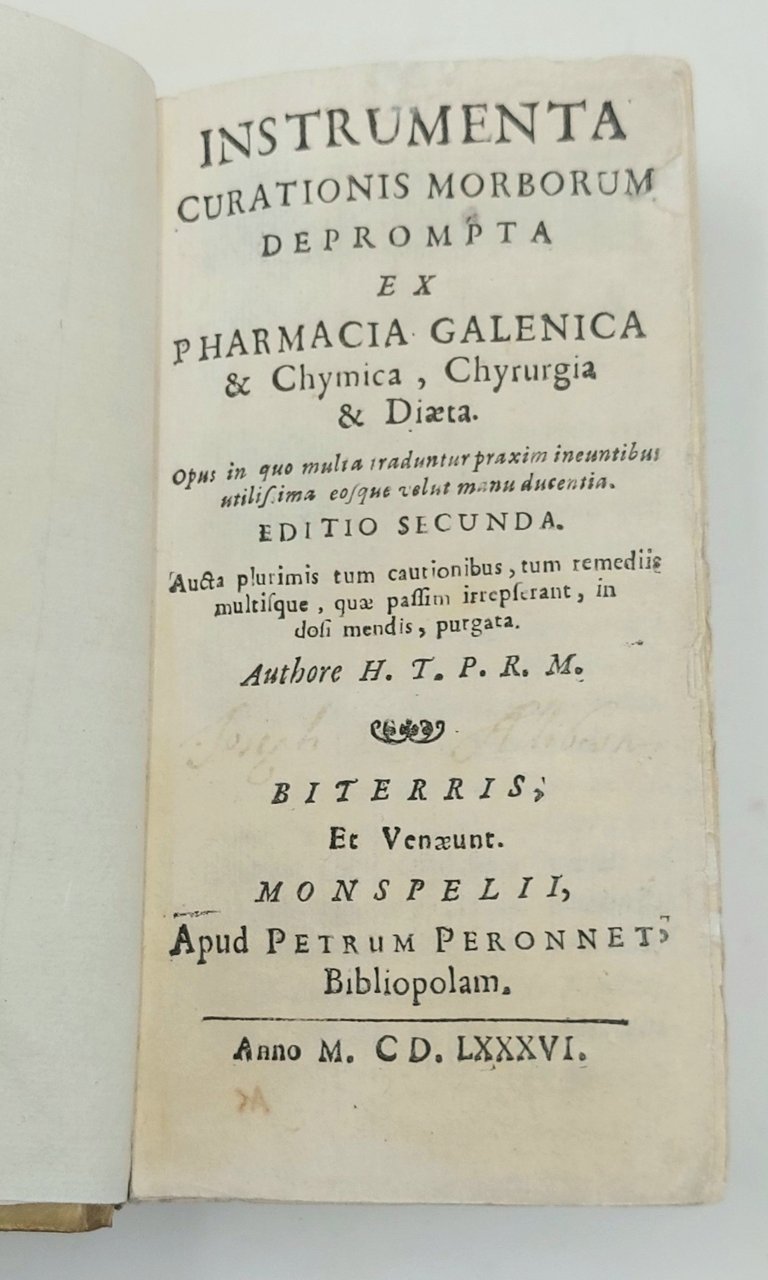 INSTRUMENTA
CURATIONIS MORBORUM
DEPROMPTA
EX
PHARMACIA GALENICA
& Chymica, Chyrurgia
& Diæta.
Opus in quo multa traduntur praxim ineuntibus
utiliſſima eoſque velut manu ducentia.
EDITIO SECUNDA.
Aucta plurimis tum cautionibus, tum remediis
multiſque, quæ paſſim irrepſerant, in
doſi mendis, purgata.
Authore H. T. P. R. M.
Joseph
BITERRIS;
Et Venæunt.
MONSPELII,
Apud PETRUM PERONNET;
Bibliopolam.
Anno M. CD. LXXXVI.